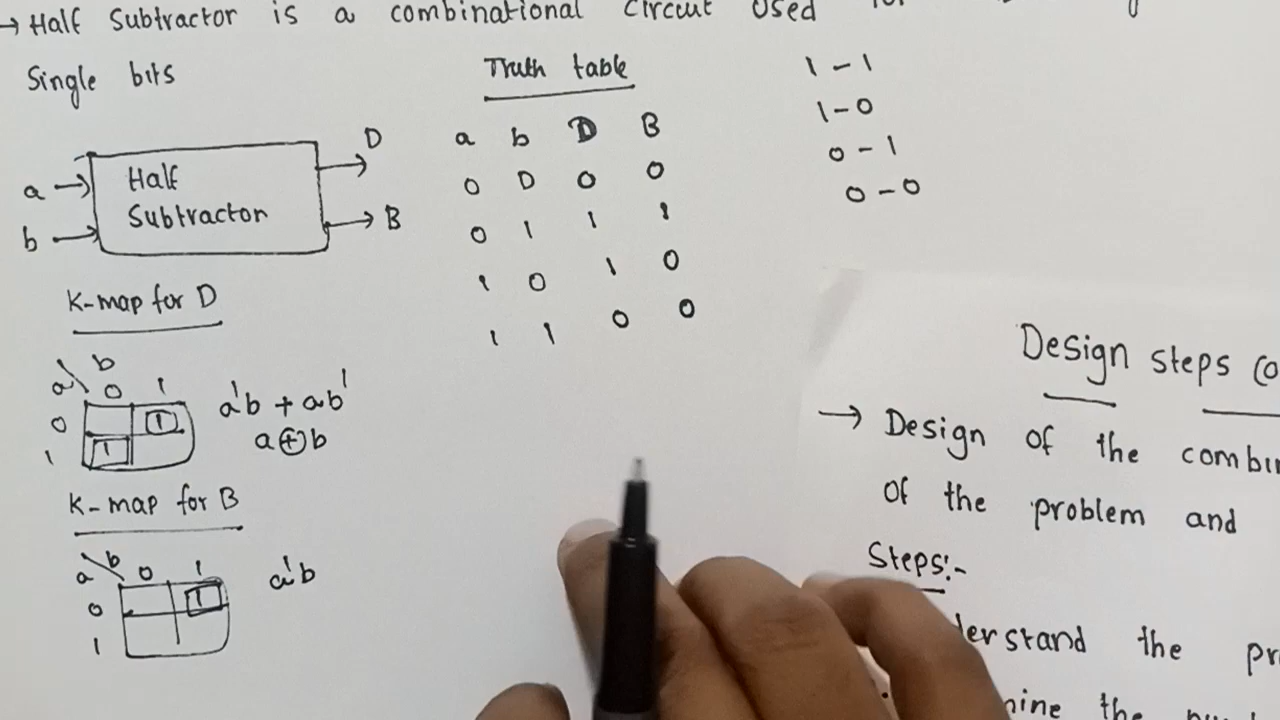 → Half Subtractor is a combinational Circuit Used
Single bits
Truth table
a b D B
0 0 0 0
0 1 1 1
1 0 1 0
1 1 0 0
1 - 1
1 - 0
0 - 1
0 - 0
a → Half Subtractor → D
b → → B
K-map for D
a\b 0 1
0 1
1 1
a'b + ab'
a⊕b
K-map for B
a\b 0 1
0 1
1
a'b
Design steps
→ Design of the
of the problem and
Steps:-
the
the